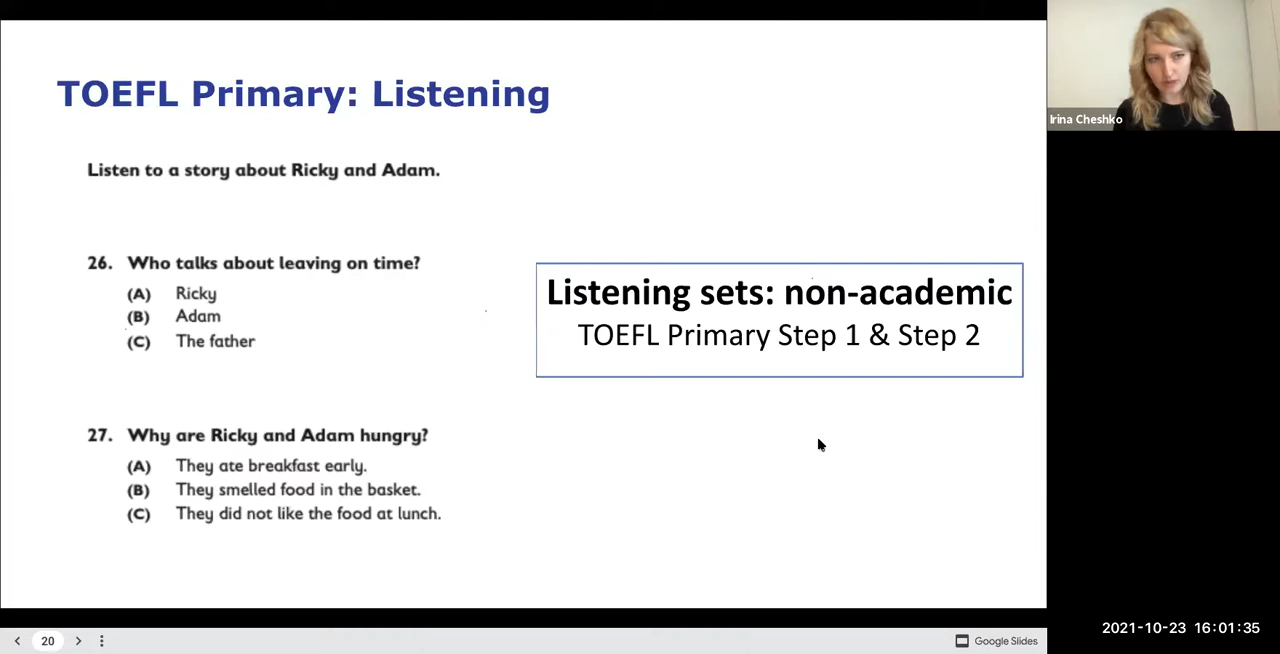 TOEFL Primary: Listening
Irina Cheshko
Listen to a story about Ricky and Adam.
26. Who talks about leaving on time?
(A) Ricky
(B) Adam
(C) The father
Listening sets: non-academic
TOEFL Primary Step 1 & Step 2
27. Why are Ricky and Adam hungry?
(A) They ate breakfast early.
(B) They smelled food in the basket.
(C) They did not like the food at lunch.
20
Google Slides
2021-10-23 16:01:35